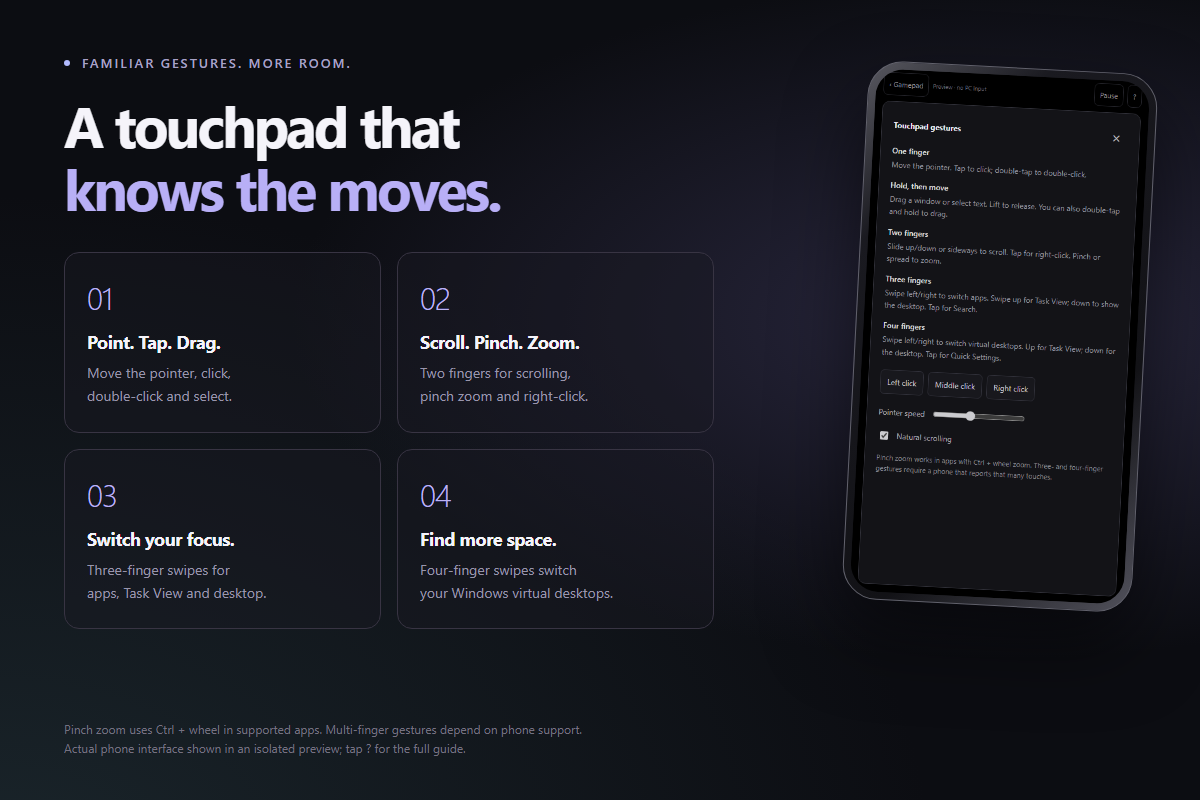 FAMILIAR GESTURES. MORE ROOM.
A touchpad that
knows the moves.
01
Point. Tap. Drag.
Move the pointer, click,
double-click and select.
02
Scroll. Pinch. Zoom.
Two fingers for scrolling,
pinch zoom and right-click.
03
Switch your focus.
Three-finger swipes for
apps, Task View and desktop.
04
Find more space.
Four-finger swipes switch
your Windows virtual desktops.
Pinch zoom uses Ctrl + wheel in supported apps. Multi-finger gestures depend on phone support.
Actual phone interface shown in an isolated preview; tap ? for the full guide.
‹ Gamepad
Preview · no PC input
Pause
?
Touchpad gestures
×
One finger
Move the pointer. Tap to click; double-tap to double-click.
Hold, then move
Drag a window or select text. Lift to release. You can also double-tap
and hold to drag.
Two fingers
Slide up/down or sideways to scroll. Tap for right-click. Pinch or
spread to zoom.
Three fingers
Swipe left/right to switch apps. Swipe up for Task View; down to show
the desktop. Tap for Search.
Four fingers
Swipe left/right to switch virtual desktops. Up for Task View; down for
the desktop. Tap for Quick Settings.
Left click
Middle click
Right click
Pointer speed
Natural scrolling
Pinch zoom works in apps with Ctrl + wheel zoom. Three- and four-finger
gestures require a phone that reports that many touches.